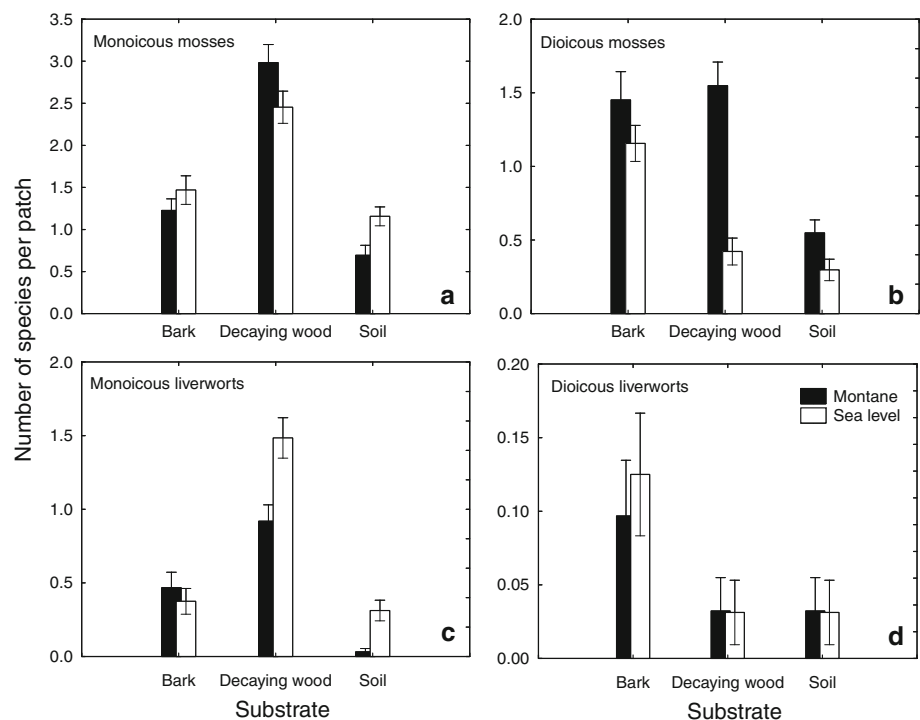 Number of species per patch
3.5
3.0
2.5
2.0
1.5
1.0
0.5
0.0
Monoicous mosses
a
Bark Decaying wood Soil
2.0
1.5
1.0
0.5
0.0
Dioicous mosses
b
Bark Decaying wood Soil
2.0
1.5
1.0
0.5
0.0
Monoicous liverworts
c
Bark Decaying wood Soil
Substrate
0.20
0.15
0.10
0.05
0.00
Dioicous liverworts
Montane
Sea level
d
Bark Decaying wood Soil
Substrate